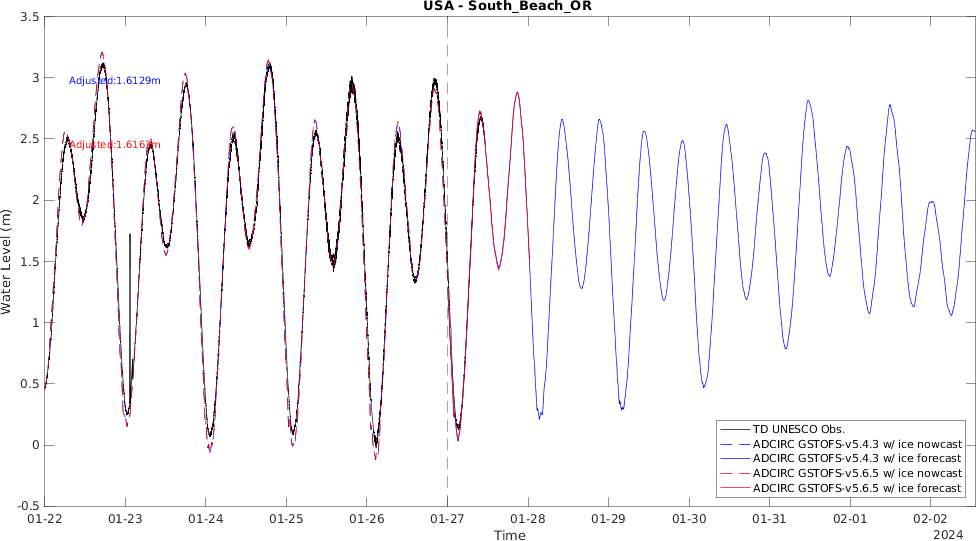 USA - South_Beach_OR
3.5
3
2.5
2
1.5
1
0.5
0
-0.5
Water Level (m)
Adjusted:1.6129m
Adjusted:1.6162m
TD UNESCO Obs.
ADCIRC GSTOFS-v5.4.3 w/ ice nowcast
ADCIRC GSTOFS-v5.4.3 w/ ice forecast
ADCIRC GSTOFS-v5.6.5 w/ ice nowcast
ADCIRC GSTOFS-v5.6.5 w/ ice forecast
01-22 01-23 01-24 01-25 01-26 01-27 01-28 01-29 01-30 01-31 02-01 02-02
Time
2024